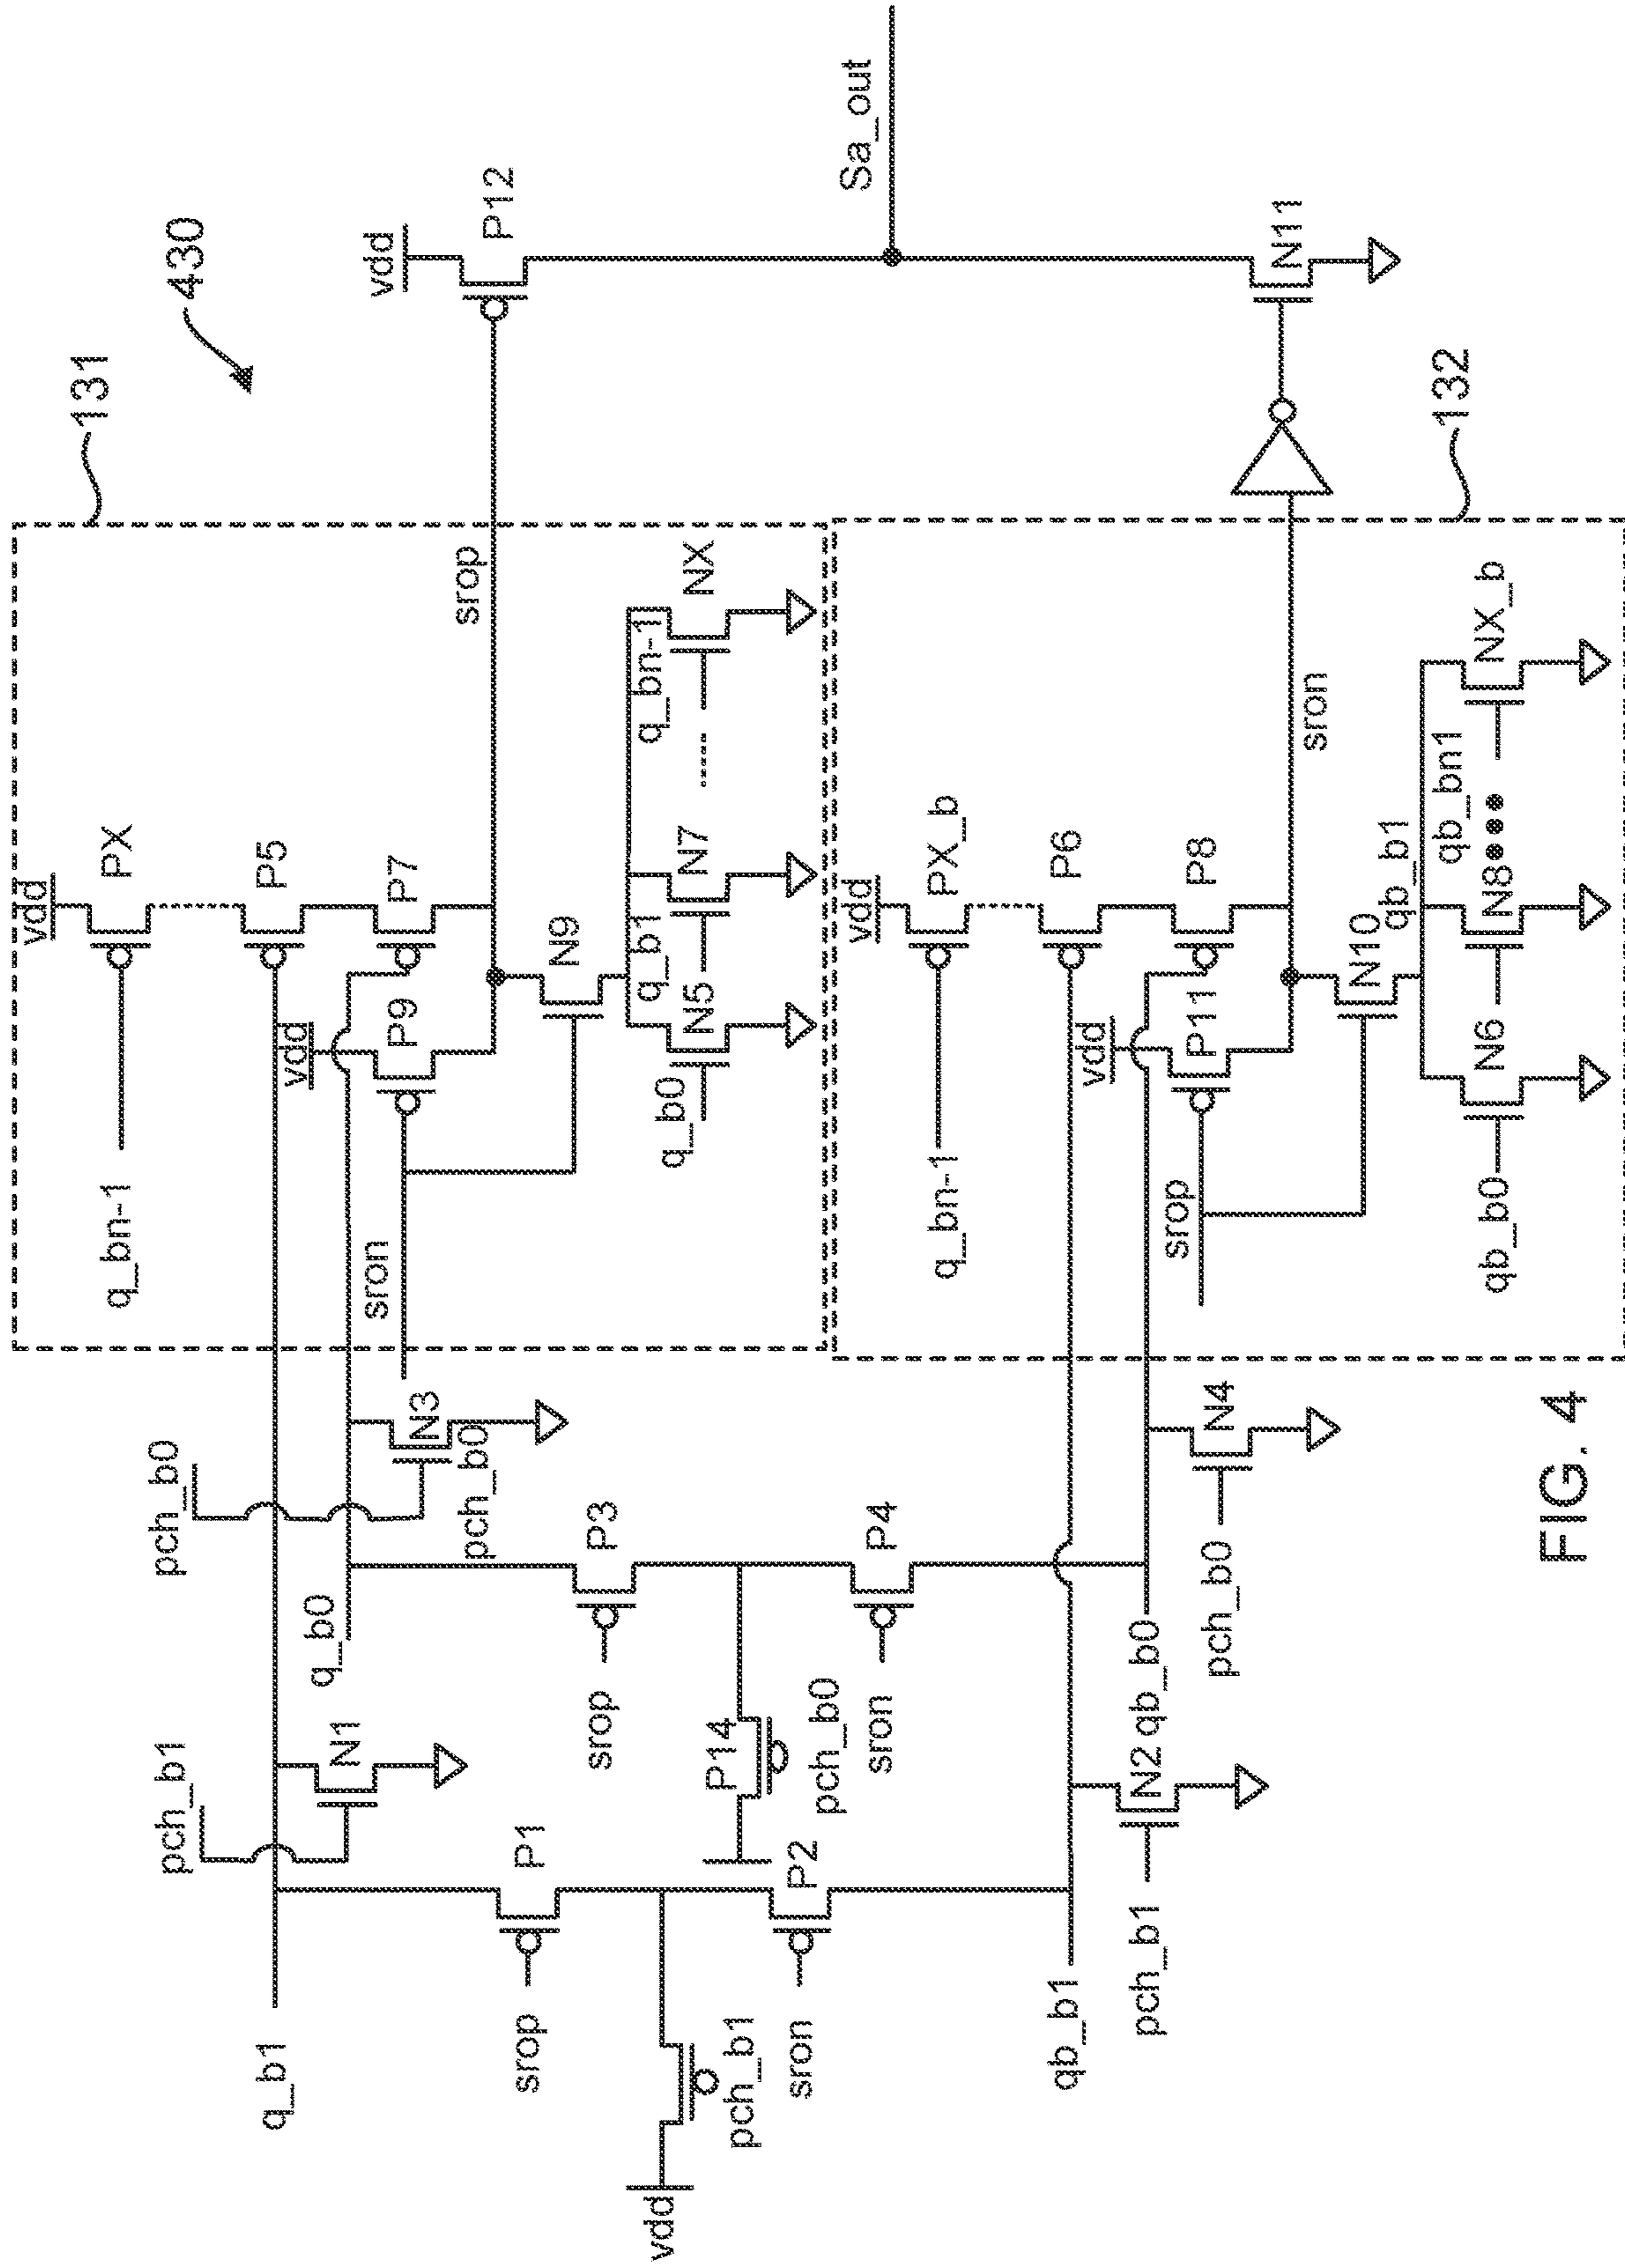 430
131
vdd
PX
q_bn-1
P5
vdd
P9
P7
srop
sron
N9
q_b1
q_bn-1
N5
N7
NX
q_b0
vdd
P12
Sa_out
N11
132
vdd
PX_b
q_bn-1
P6
vdd
P11
P8
srop
sron
N10
qb_b1
qb_bn1
N6
N8
NX_b
qb_b0
pch_b1
N1
q_b1
pch_b0
N3
pch_b0
q_b0
P1
srop
P3
srop
vdd
pch_b1
P14
pch_b0
P2
sron
P4
sron
qb_b1
N2
pch_b1
qb_b0
N4
pch_b0
FIG. 4